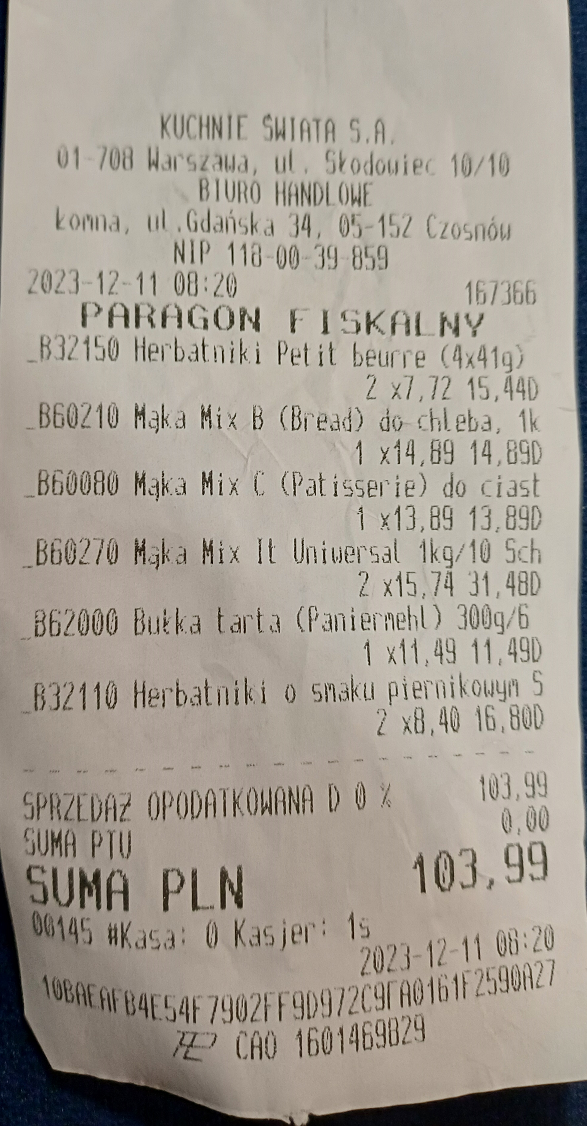 KUCHNIE ŚWIATA S.A.
01-708 Warszawa, ul. Skłodowiec 10/10
BIURO HANDLOWE
Łomna, ul.Gdańska 34, 05-152 Czosnów
NIP 118-00-39-859
2023-12-11 08:20 167366
PARAGON FISKALNY
_B32150 Herbatniki Petit beurre (4x41g)
2 x7,72 15,44D
_B60210 Mąka Mix B (Bread) do chleba, 1k
1 x14,89 14,89D
_B60080 Mąka Mix C (Patisserie) do ciast
1 x13,89 13,89D
_B60270 Mąka Mix It Uniwersal 1kg/10 Sch
2 x15,74 31,48D
_B62000 Bułka tarta (Paniermehl) 300g/6
1 x11,49 11,49D
_B32110 Herbatniki o smaku piernikowym S
2 x8,40 16,80D
SPRZEDAŻ OPODATKOWANA D 0 % 103,99
SUMA PTU 0,00
SUMA PLN 103,99
00145 #Kasa: 0 Kasjer: 1s
2023-12-11 08:20
10BAEAFB4E54F7902FF9D972C9FA0161F2590A27
CAO 1601469829